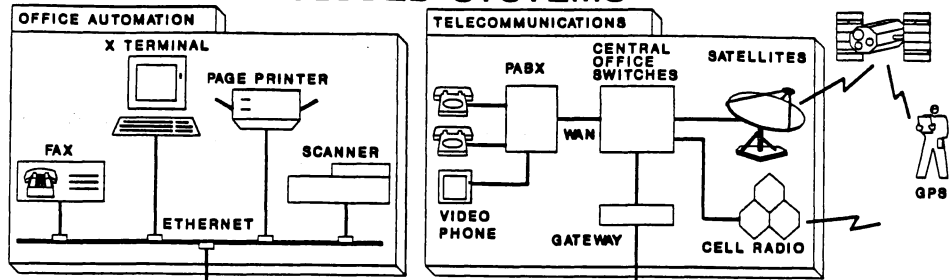 SYSTEMS
OFFICE AUTOMATION
X TERMINAL
PAGE PRINTER
FAX
SCANNER
ETHERNET
TELECOMMUNICATIONS
PABX
CENTRAL
OFFICE
SWITCHES
SATELLITES
WAN
VIDEO
PHONE
GATEWAY
CELL RADIO
GPS